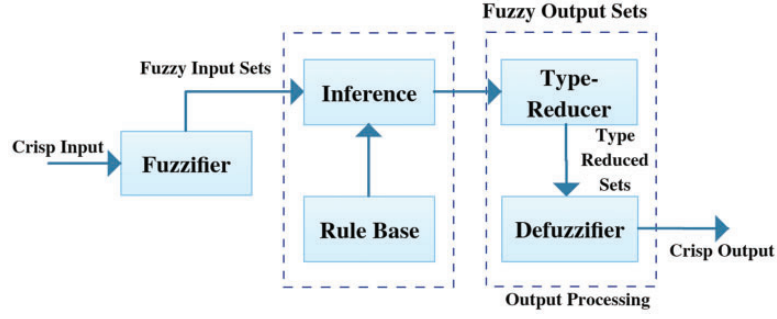 Fuzzy Output Sets
Fuzzy Input Sets
Inference
Type-
Reducer
Crisp Input
Fuzzifier
Type
Reduced
Sets
Rule Base
Defuzzifier
Crisp Output
Output Processing